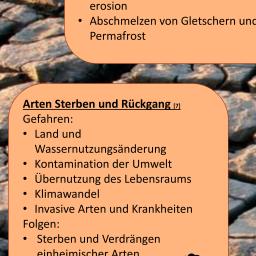 erosion
• Abschmelzen von Gletschern und
Permafrost
Arten Sterben und Rückgang [7]
Gefahren:
• Land und
Wassernutzungsänderung
• Kontamination der Umwelt
• Übernutzung des Lebensraums
• Klimawandel
• Invasive Arten und Krankheiten
Folgen:
• Sterben und Verdrängen
einheimischer Arten